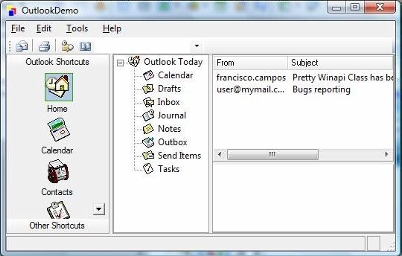 OutlookDemo
File Edit Tools Help
Outlook Shortcuts
Home
Calendar
Contacts
Other Shortcuts
Outlook Today
Calendar
Drafts
Inbox
Journal
Notes
Outbox
Send Items
Tasks
From Subject
francisco.campos Pretty Winapi Class has be
user@mymail.c... Bugs reporting